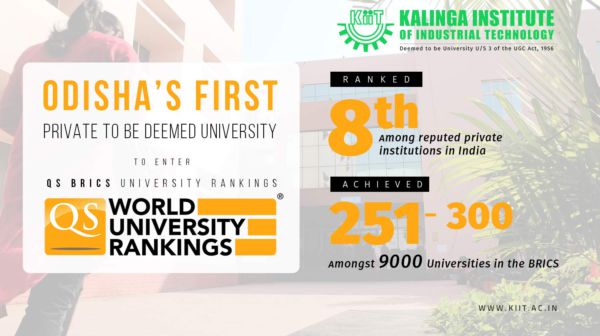 KiiT
KALINGA INSTITUTE
OF INDUSTRIAL TECHNOLOGY
Deemed to be University U/S 3 of the UGC Act, 1956
ODISHA'S FIRST
PRIVATE TO BE DEEMED UNIVERSITY
TO ENTER
QS BRICS UNIVERSITY RANKINGS
QS
WORLD
UNIVERSITY
RANKINGS
®
RANKED
8th
Among reputed private
institutions in India
ACHIEVED
251- 300
Amongst 9000 Universities in the BRICS
WWW.KIIT.AC.IN